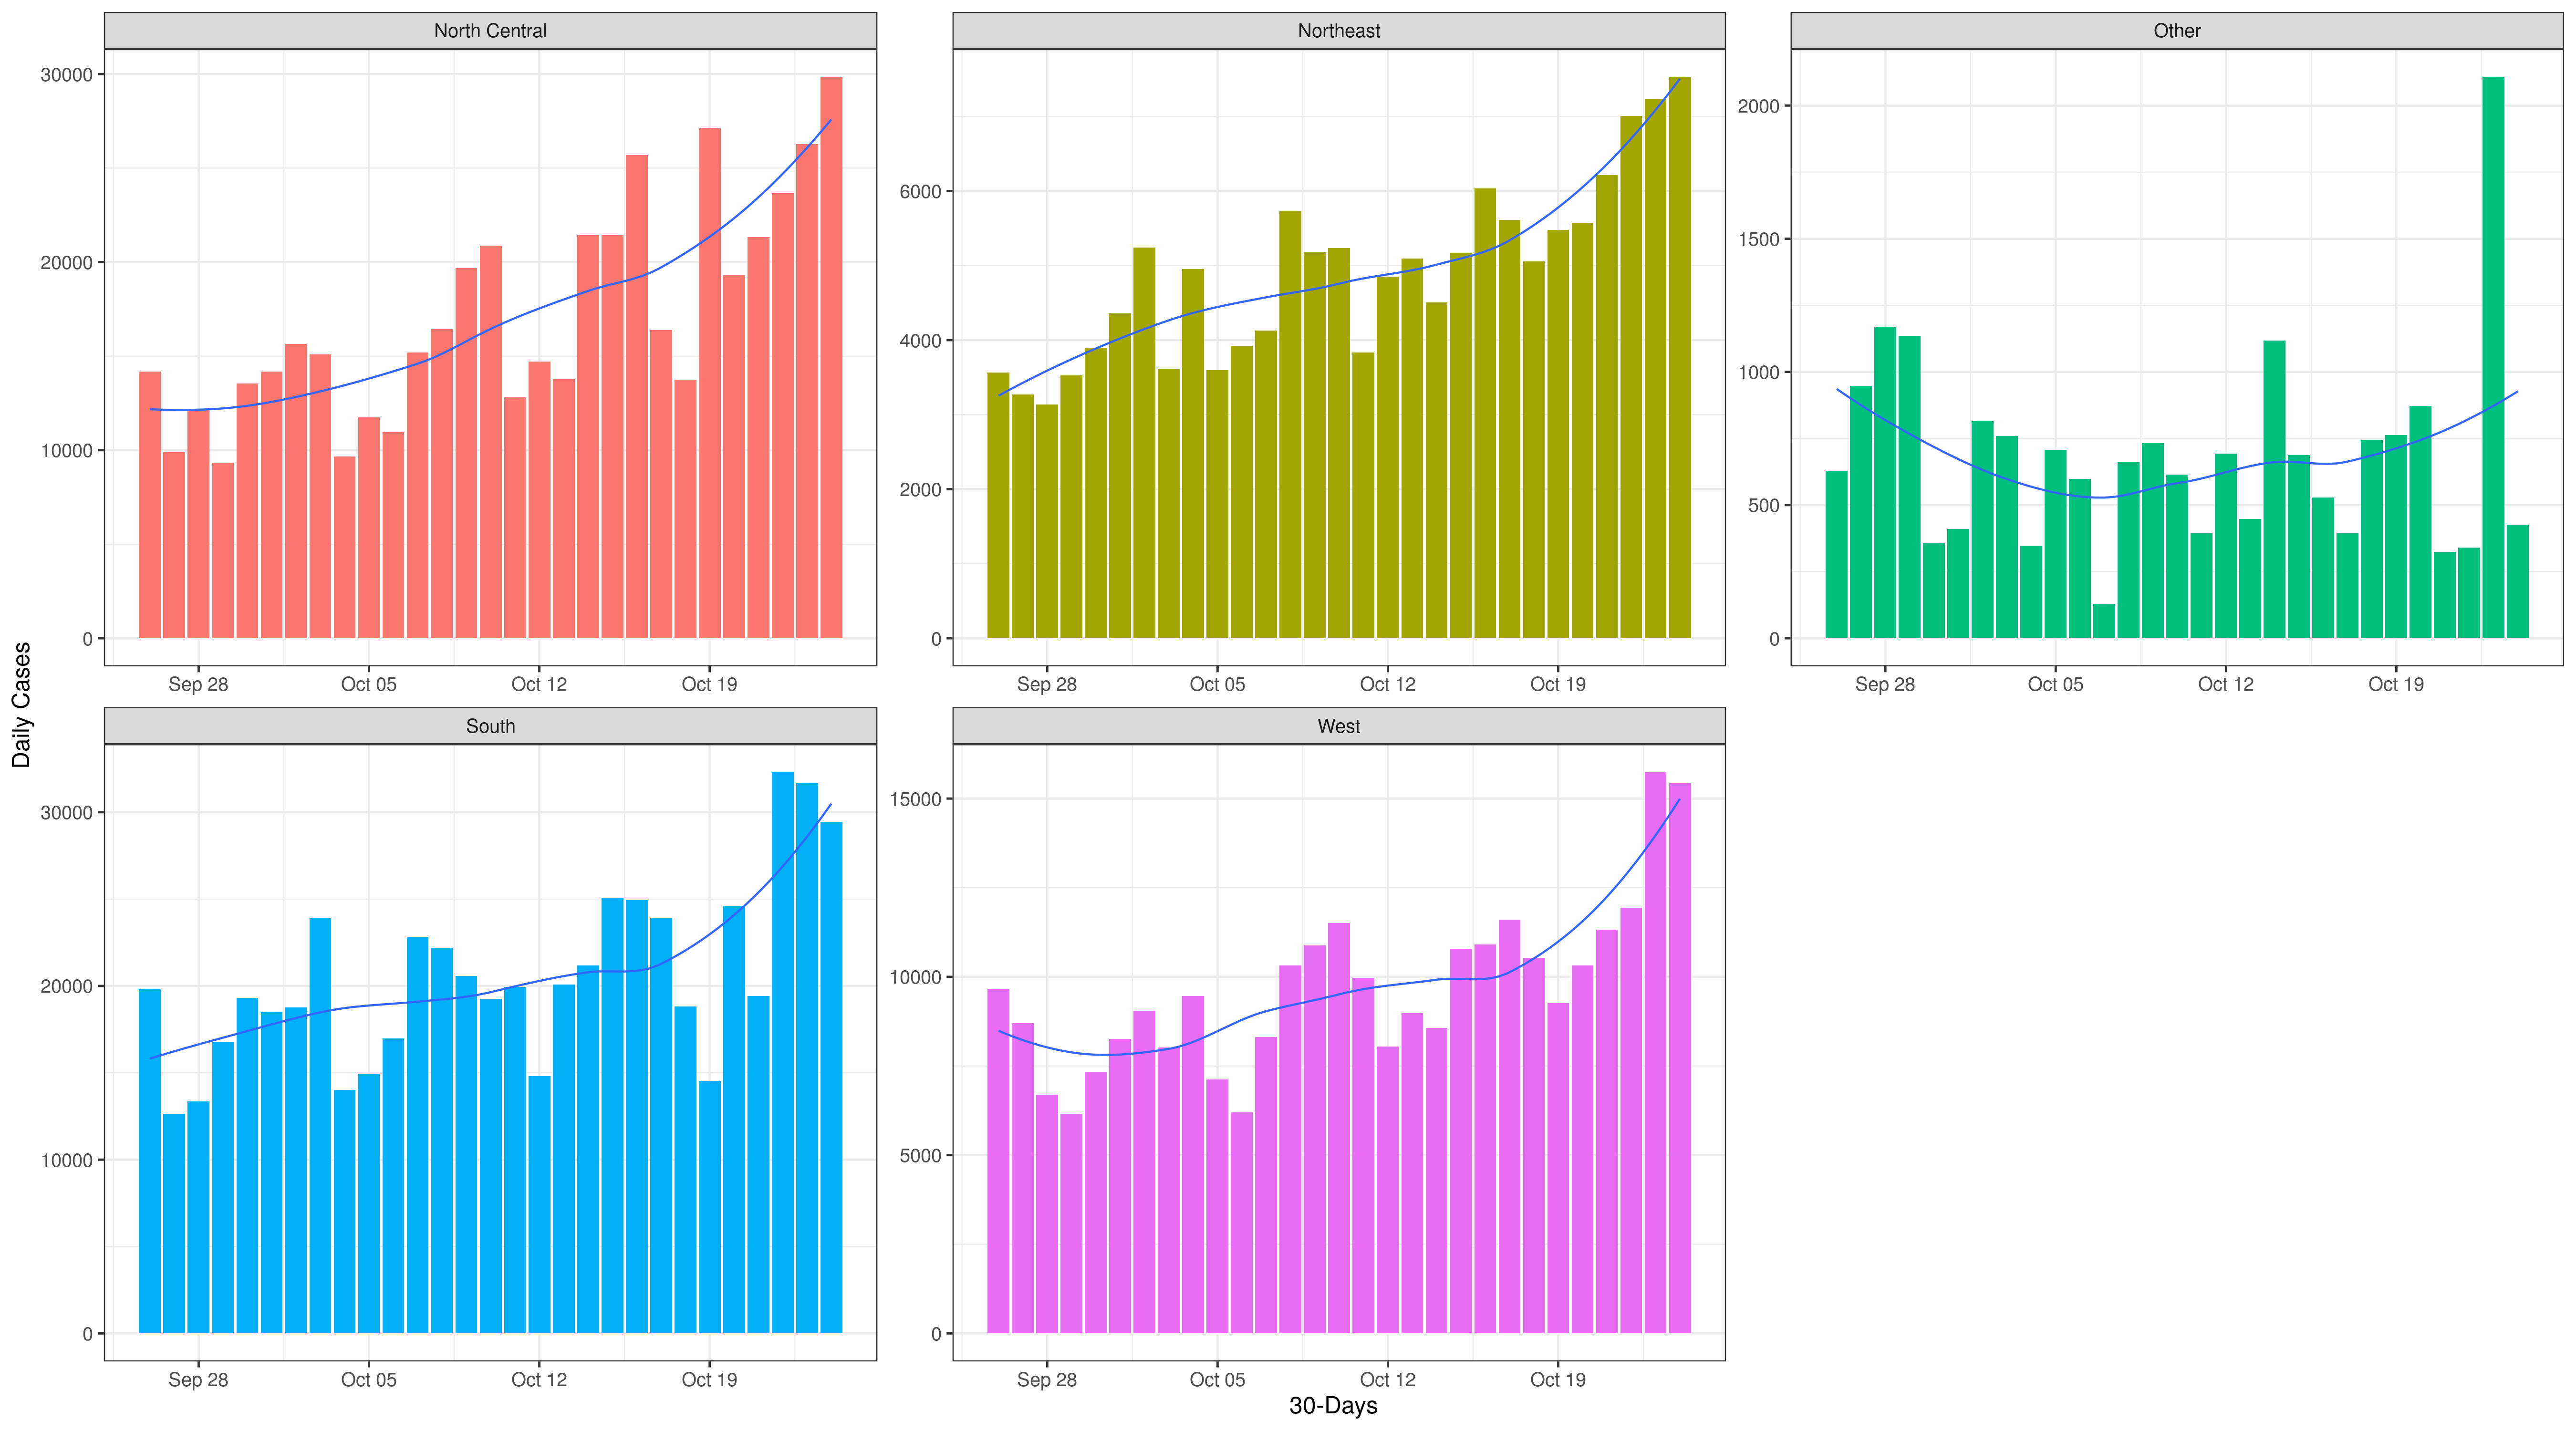 North Central
Northeast
Other
30000
20000
10000
0
6000
4000
2000
0
2000
1500
1000
500
0
Sep 28 Oct 05 Oct 12 Oct 19
Sep 28 Oct 05 Oct 12 Oct 19
Sep 28 Oct 05 Oct 12 Oct 19
Daily Cases
South
West
30000
20000
10000
0
15000
10000
5000
0
Sep 28 Oct 05 Oct 12 Oct 19
Sep 28 Oct 05 Oct 12 Oct 19
30-Days